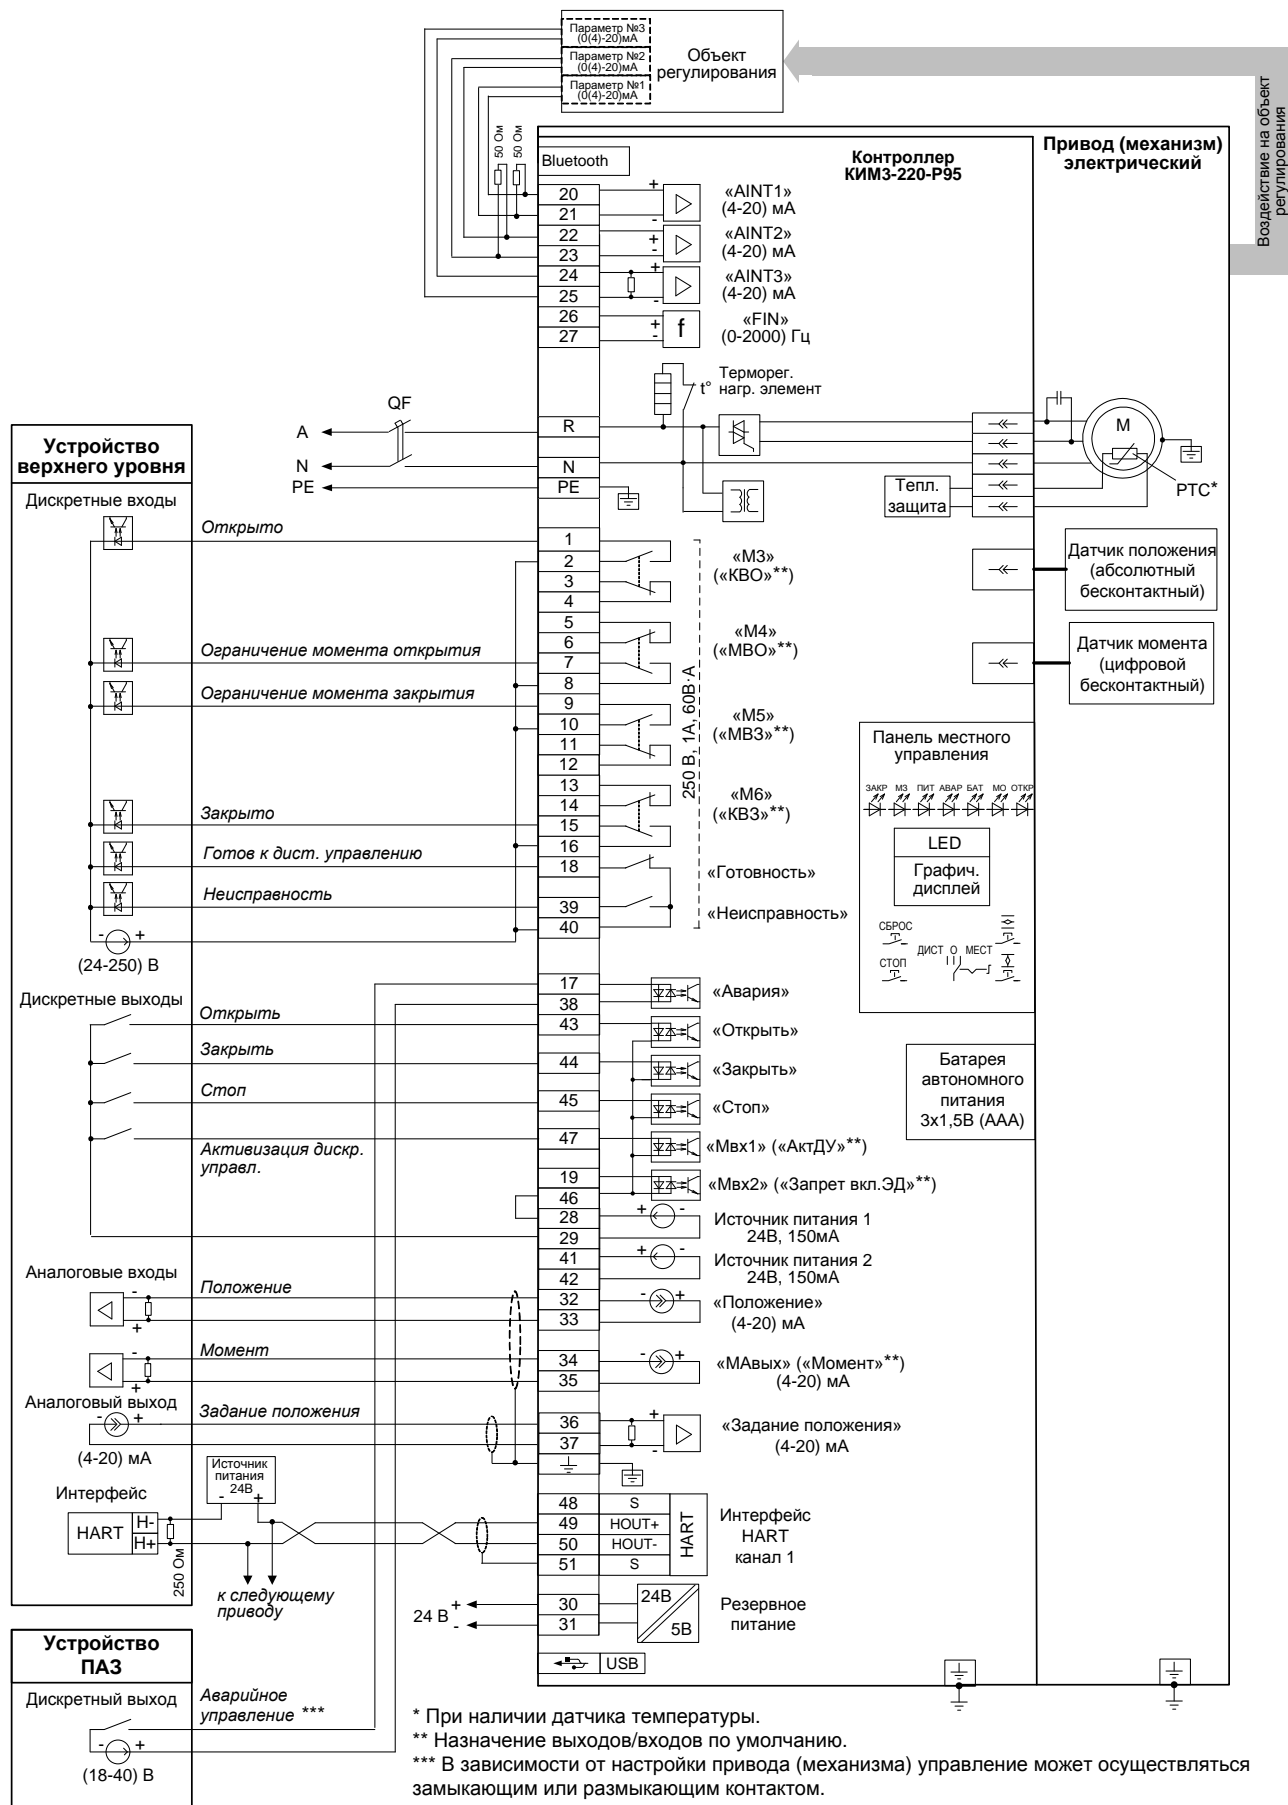 Параметр №3
(0(4)-20)мА
Параметр №2
(0(4)-20)мА
Параметр №1
(0(4)-20)мА
Объект
регулирования
Воздействие на объект
регулирования
50 Ом
50 Ом
Bluetooth
Контроллер
КИМ3-220-Р95
Привод (механизм)
электрический
20
21
22
23
24
25
26
27
+
-
«AINT1»
(4-20) мА
+
-
«AINT2»
(4-20) мА
+
-
«AINT3»
(4-20) мА
+
-
f
«FIN»
(0-2000) Гц
t°
Терморег.
нагр. элемент
QF
A
N
PE
R
N
PE
M
Тепл.
защита
РТС*
Устройство
верхнего уровня
Дискретные входы
Открыто
Ограничение момента открытия
Ограничение момента закрытия
Закрыто
Готов к дист. управлению
Неисправность
- +
(24-250) В
1
2
3
4
5
6
7
8
9
10
11
12
13
14
15
16
18
39
40
«М3»
(«КВО»**)
«М4»
(«МВО»**)
«М5»
(«МВЗ»**)
«М6»
(«КВЗ»**)
250 В, 1А, 60В·А
«Готовность»
«Неисправность»
Датчик положения
(абсолютный
бесконтактный)
Датчик момента
(цифровой
бесконтактный)
Панель местного
управления
ЗАКР МЗ ПИТ АВАР БАТ МО ОТКР
LED
Графич.
дисплей
СБРОС
СТОП
ДИСТ О МЕСТ
Батарея
автономного
питания
3х1,5В (ААА)
Дискретные выходы
Открыть
Закрыть
Стоп
Активизация дискр.
управл.
17
38
43
44
45
47
19
46
28
29
41
42
32
33
34
35
36
37
«Авария»
«Открыть»
«Закрыть»
«Стоп»
«Мвх1» («АктДУ»**)
«Мвх2» («Запрет вкл.ЭД»**)
+ -
Источник питания 1
24В, 150мА
+ -
Источник питания 2
24В, 150мА
- +
«Положение»
(4-20) мА
- +
«МАвых» («Момент»**)
(4-20) мА
+
-
«Задание положения»
(4-20) мА
Аналоговые входы
Положение
-
+
Момент
-
+
Аналоговый выход
Задание положения
- +
(4-20) мА
Источник
питания
24В
- +
Интерфейс
HART
H-
H+
250 Ом
к следующему
приводу
48
49
50
51
S
HOUT+
HOUT-
S
HART
Интерфейс
HART
канал 1
24 В
+
-
30
31
24В
5В
Резервное
питание
USB
Устройство
ПАЗ
Дискретный выход
Аварийное
управление ***
- +
(18-40) В
* При наличии датчика температуры.
** Назначение выходов/входов по умолчанию.
*** В зависимости от настройки привода (механизма) управление может осуществляться
замыкающим или размыкающим контактом.